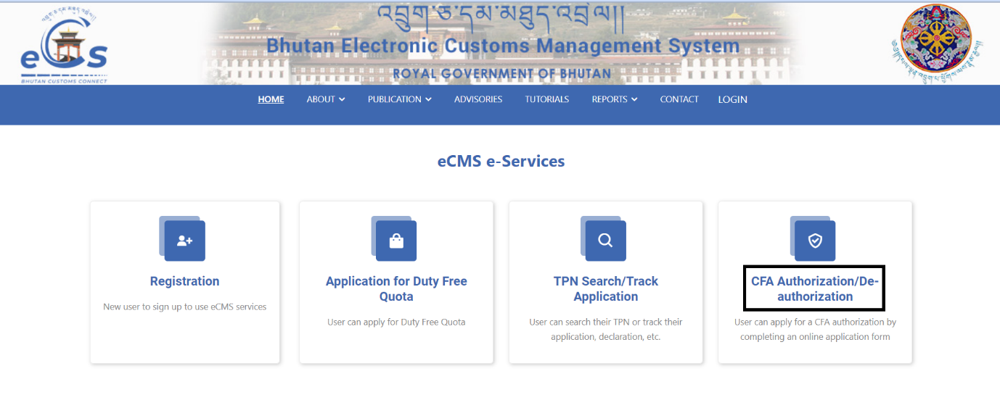 འབྲུག་ཅ་དམ་མཐུད་འབྲེལ།།
eCMS
BHUTAN CUSTOMS CONNECT
Bhutan Electronic Customs Management System
ROYAL GOVERNMENT OF BHUTAN
HOME ABOUT PUBLICATION ADVISORIES TUTORIALS REPORTS CONTACT LOGIN
eCMS e-Services
Registration
New user to sign up to use eCMS services
Application for Duty Free
Quota
User can apply for Duty Free Quota
TPN Search/Track
Application
User can search their TPN or track their
application, declaration, etc.
CFA Authorization/De-
authorization
User can apply for a CFA authorization by
completing an online application form